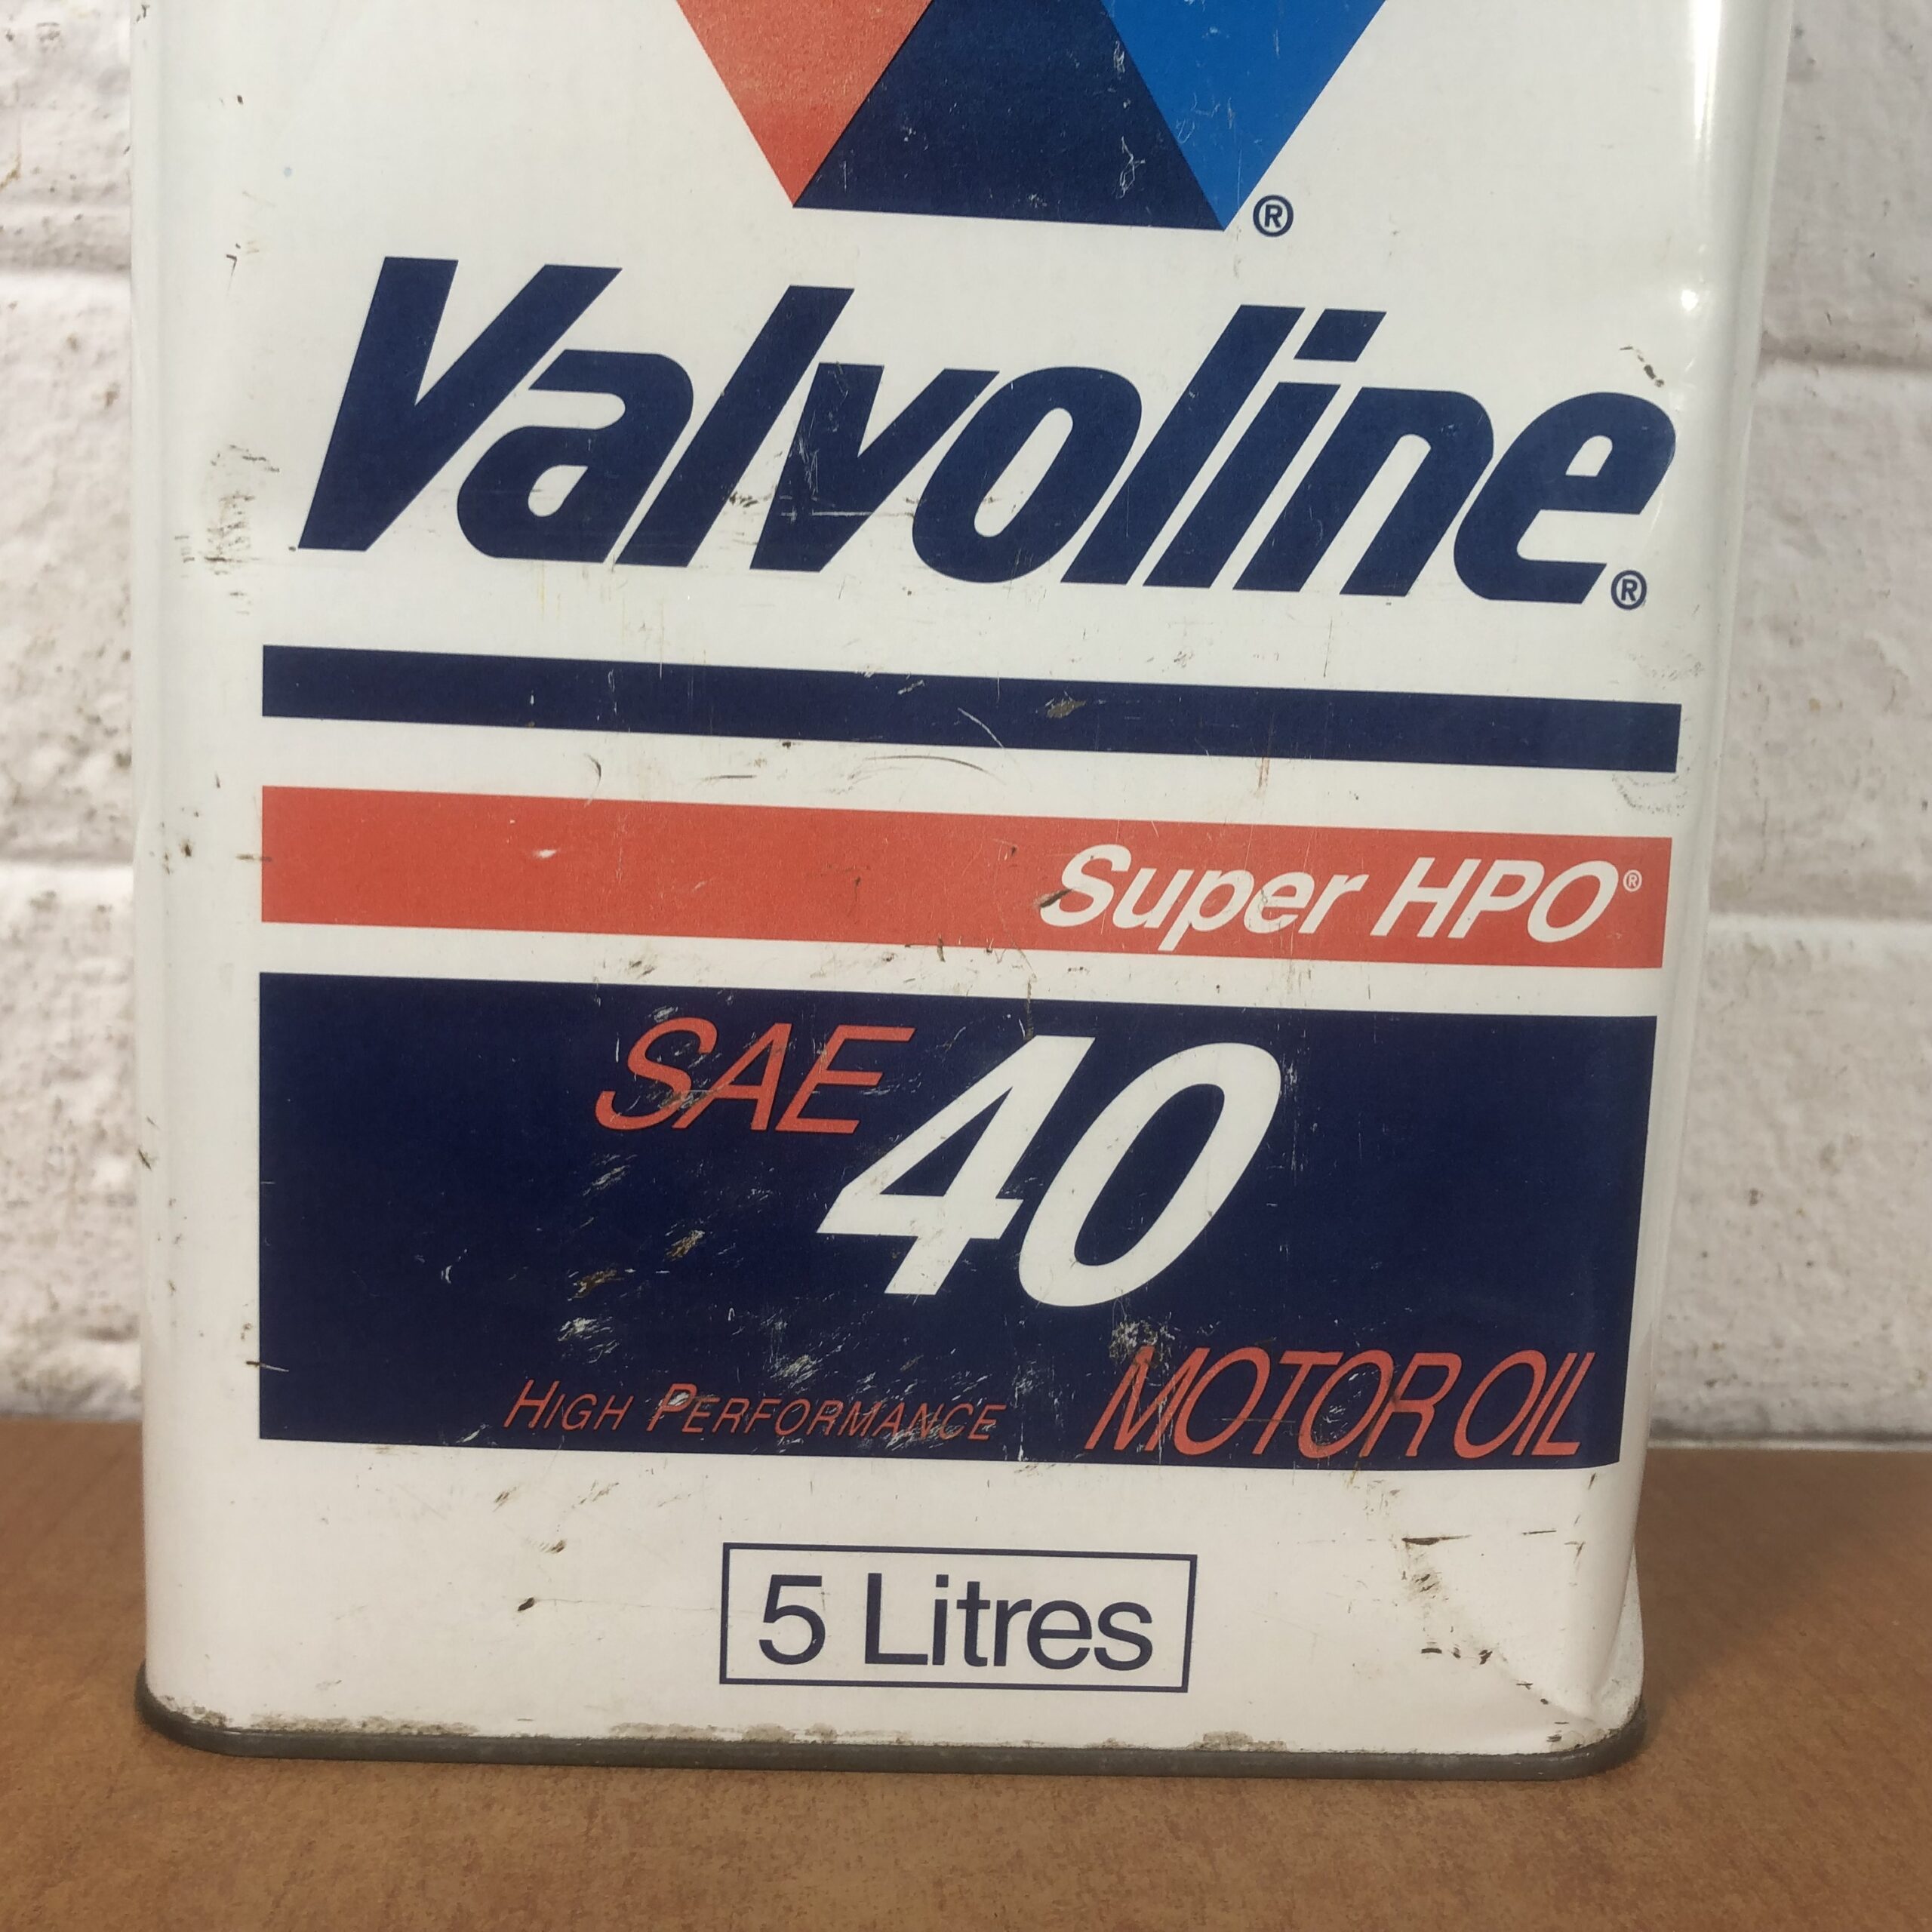 ®
Valvoline®
Super HPO®
SAE 40
HIGH PERFORMANCE MOTOR OIL
5 Litres